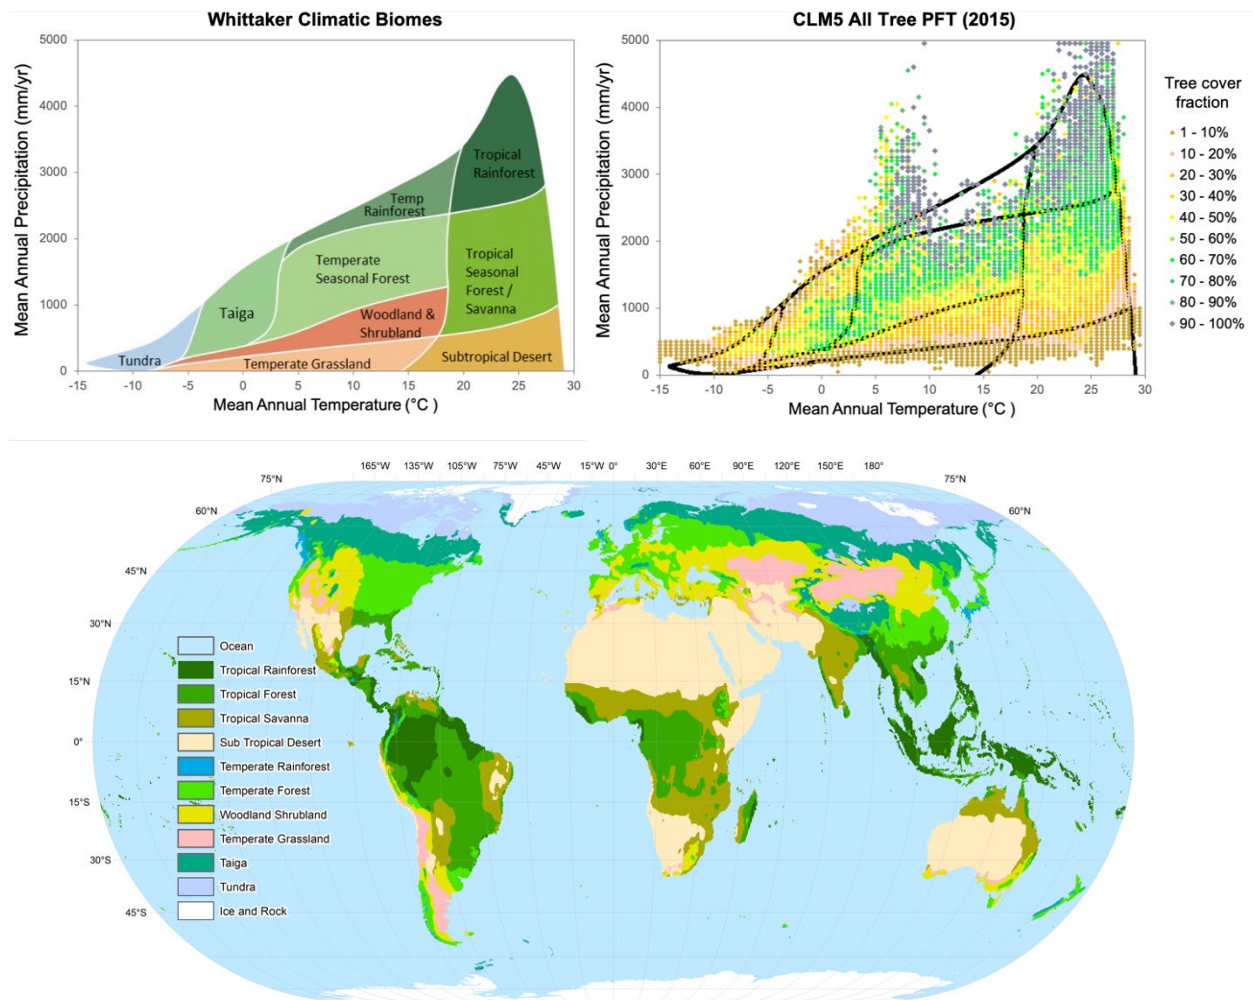 Whittaker Climatic Biomes
Mean Annual Precipitation (mm/yr)
5000
4000
3000
2000
1000
0
Tropical
Rainforest
Temp
Rainforest
Temperate
Seasonal Forest
Tropical
Seasonal
Forest /
Savanna
Taiga
Woodland &
Shrubland
Tundra
Temperate Grassland
Subtropical Desert
-15 -10 -5 0 5 10 15 20 25 30
Mean Annual Temperature (°C )
CLM5 All Tree PFT (2015)
Mean Annual Precipitation (mm/yr)
5000
4000
3000
2000
1000
0
-15 -10 -5 0 5 10 15 20 25 30
Mean Annual Temperature (°C )
Tree cover
fraction
1 - 10%
10 - 20%
20 - 30%
30 - 40%
40 - 50%
50 - 60%
60 - 70%
70 - 80%
80 - 90%
90 - 100%
165°W 135°W 105°W 75°W 45°W 15°W 0° 30°E 60°E 90°E 120°E 150°E 180°
75°N 75°N
60°N 60°N
45°N 45°N
30°N 30°N
15°N 15°N
0° 0°
15°S 15°S
30°S 30°S
45°S 45°S
Ocean
Tropical Rainforest
Tropical Forest
Tropical Savanna
Sub Tropical Desert
Temperate Rainforest
Temperate Forest
Woodland Shrubland
Temperate Grassland
Taiga
Tundra
Ice and Rock